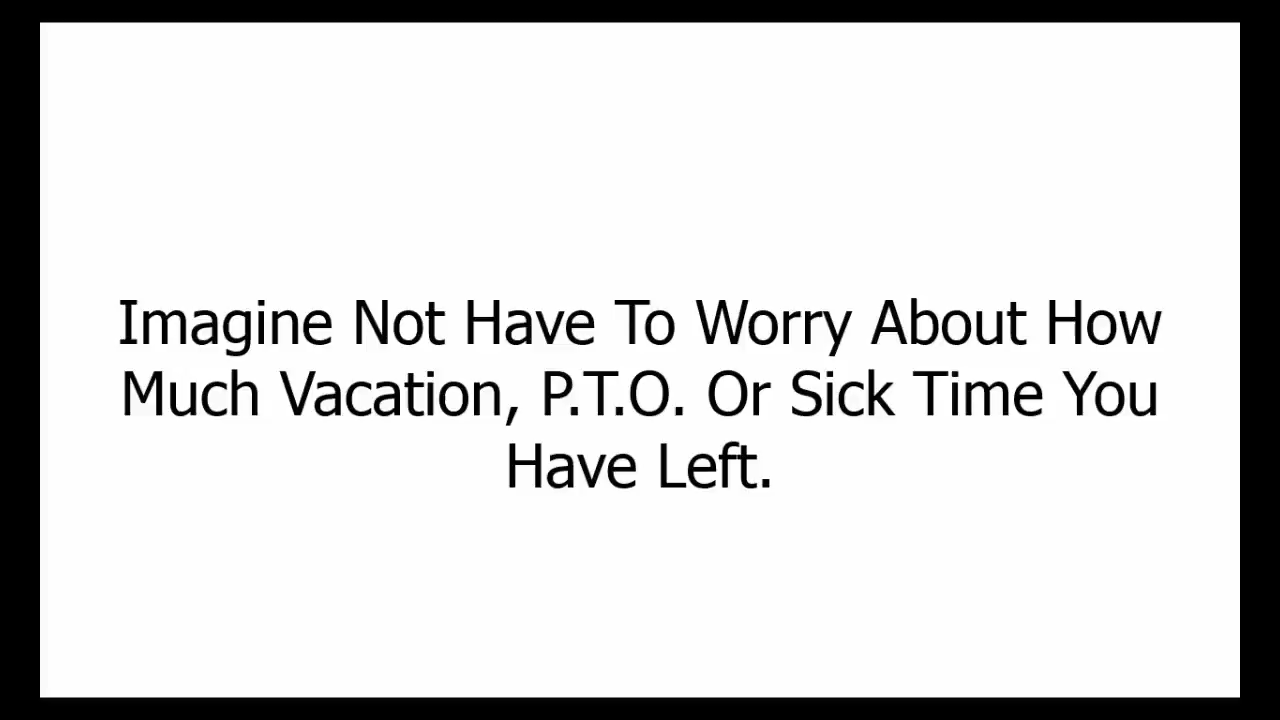 Imagine Not Have To Worry About How
Much Vacation, P.T.O. Or Sick Time You
Have Left.